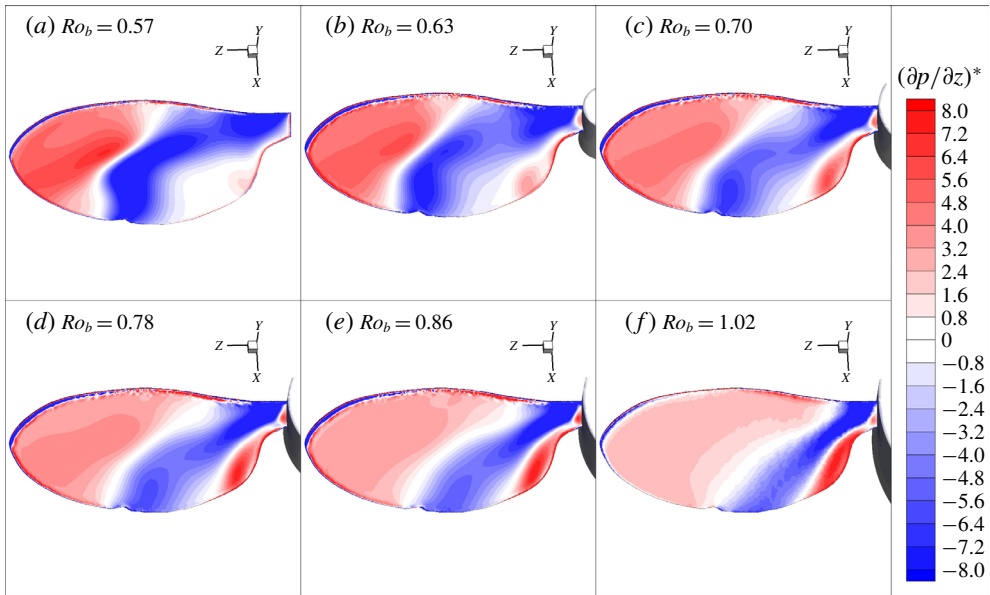 (a) Ro_b = 0.57
Y
Z
X
(b) Ro_b = 0.63
Y
Z
X
(c) Ro_b = 0.70
Y
Z
X
(∂p/∂z)*
8.0
7.2
6.4
5.6
4.8
4.0
3.2
2.4
1.6
0.8
0
−0.8
−1.6
−2.4
−3.2
−4.0
−4.8
−5.6
−6.4
−7.2
−8.0
(d) Ro_b = 0.78
Y
Z
X
(e) Ro_b = 0.86
Y
Z
X
(f) Ro_b = 1.02
Y
Z
X